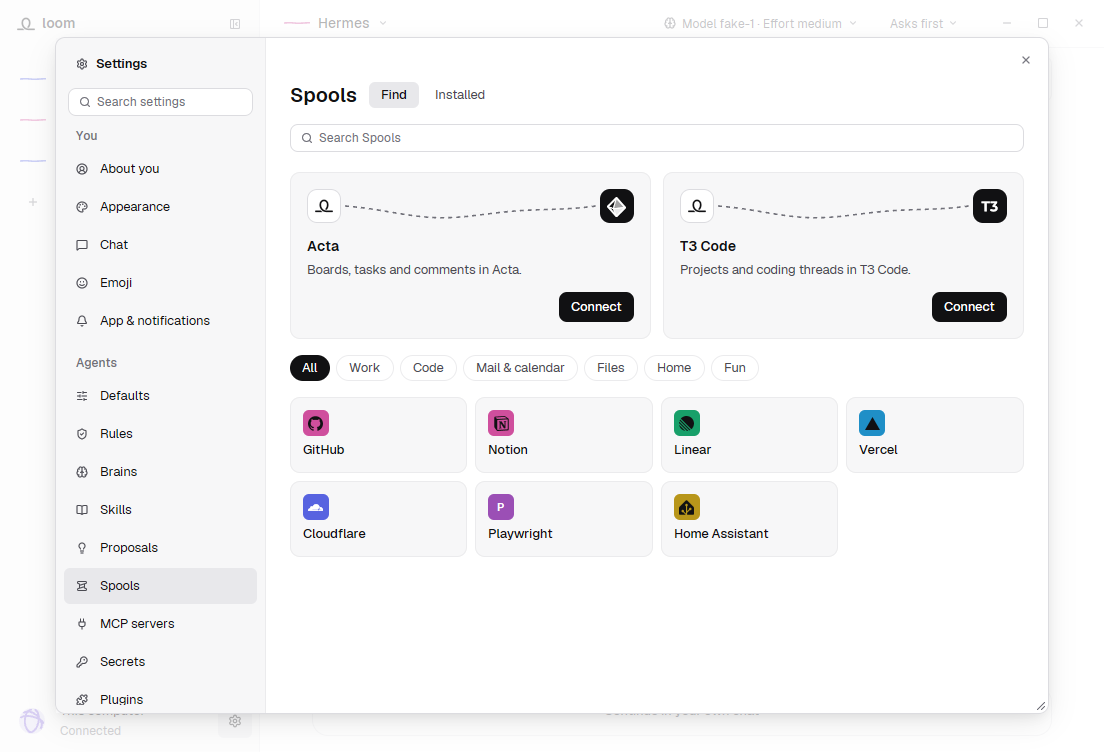 loom
Hermes
Model fake-1 · Effort medium
Asks first
Settings
Search settings
You
About you
Appearance
Chat
Emoji
App & notifications
Agents
Defaults
Rules
Brains
Skills
Proposals
Spools
MCP servers
Secrets
Plugins
Connected
Spools
Find
Installed
Search Spools
Acta
Boards, tasks and comments in Acta.
Connect
T3
T3 Code
Projects and coding threads in T3 Code.
Connect
All
Work
Code
Mail & calendar
Files
Home
Fun
GitHub
Notion
Linear
Vercel
Cloudflare
P
Playwright
Home Assistant